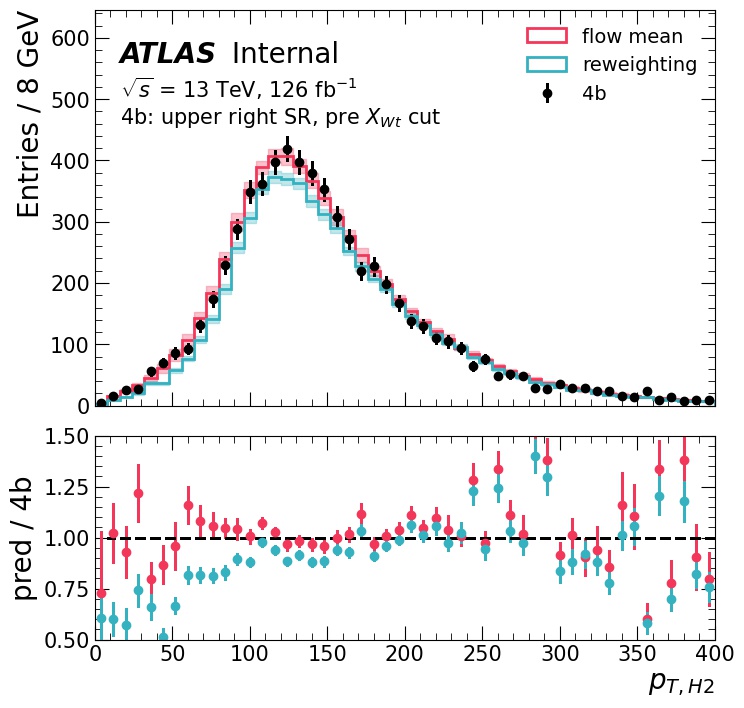 ATLAS Internal
√s = 13 TeV, 126 fb⁻¹
4b: upper right SR, pre X_Wt cut
flow mean
reweighting
4b
Entries / 8 GeV
600
500
400
300
200
100
0
pred / 4b
1.50
1.25
1.00
0.75
0.50
0 50 100 150 200 250 300 350 400
p_T, H2